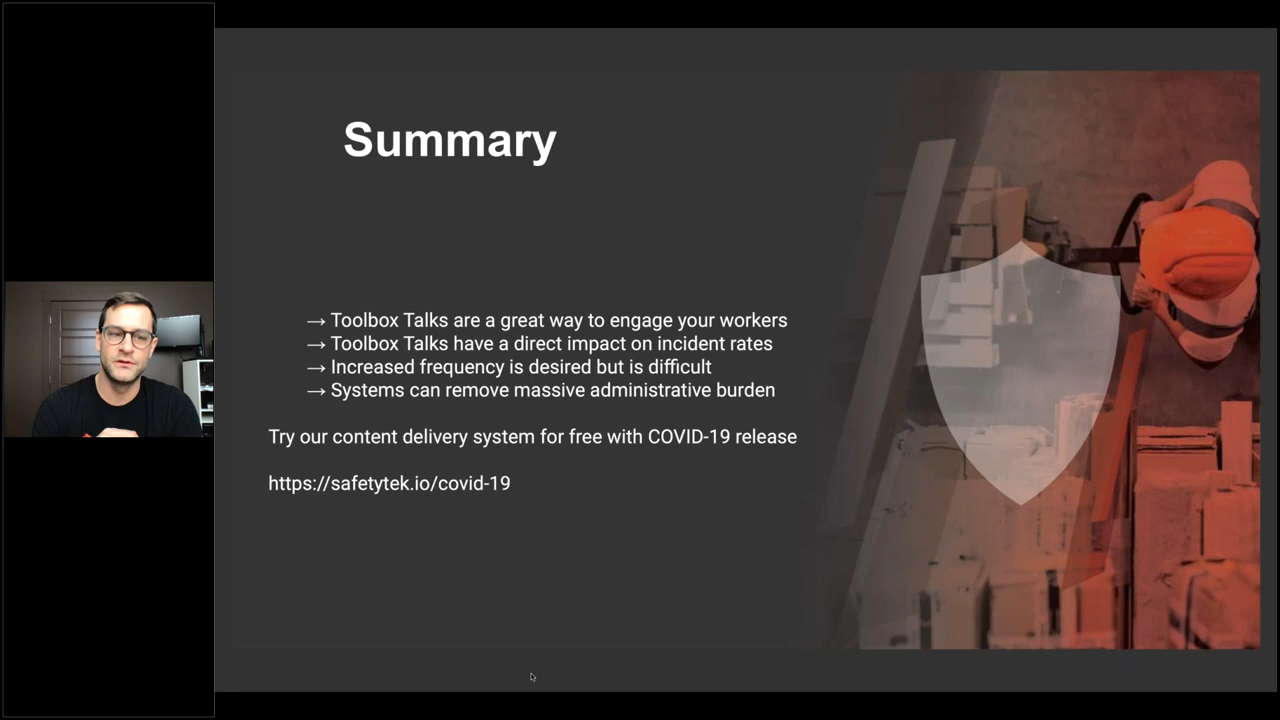 Summary
→ Toolbox Talks are a great way to engage your workers
→ Toolbox Talks have a direct impact on incident rates
→ Increased frequency is desired but is difficult
→ Systems can remove massive administrative burden
Try our content delivery system for free with COVID-19 release
https://safetytek.io/covid-19